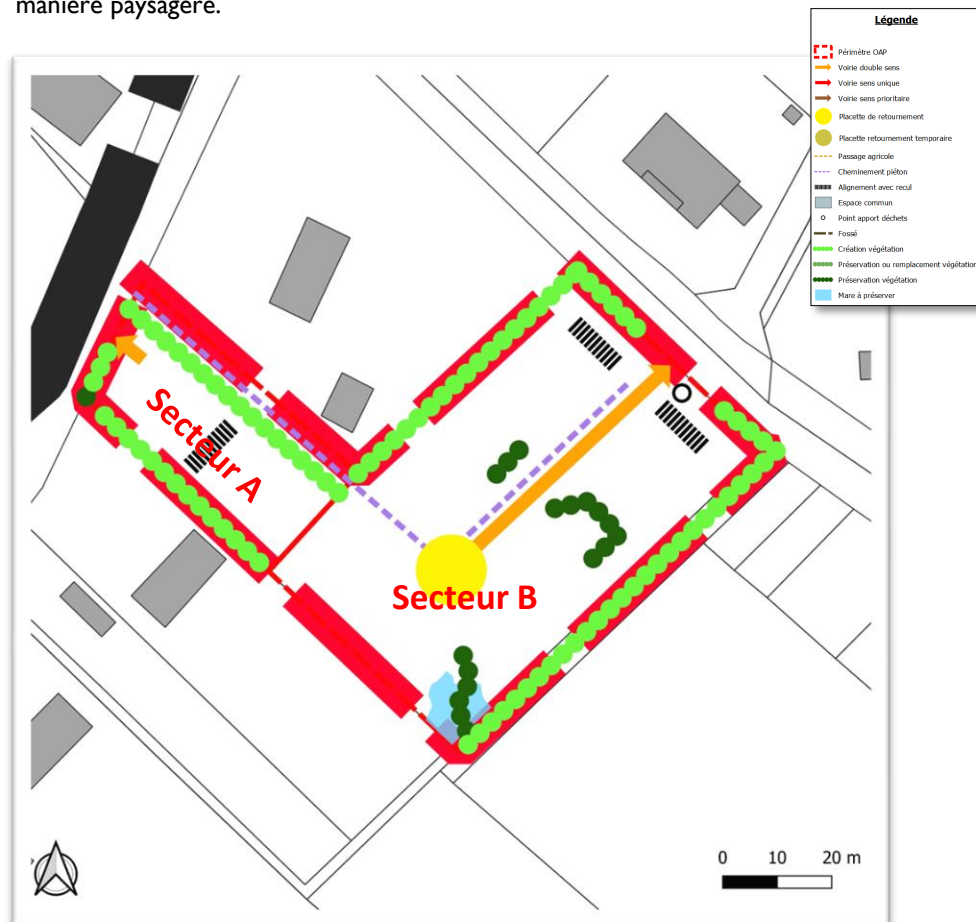 manière paysagère.
Légende
Périmètre OAP
Voirie double sens
Voirie sens unique
Voirie sens prioritaire
Placette de retournement
Placette retournement temporaire
Passage agricole
Cheminement piéton
Alignement avec recul
Espace commun
Point apport déchets
Fossé
Création végétation
Préservation ou remplacement végétation
Préservation végétation
Mare à préserver
Secteur A
Secteur B
0 10 20 m